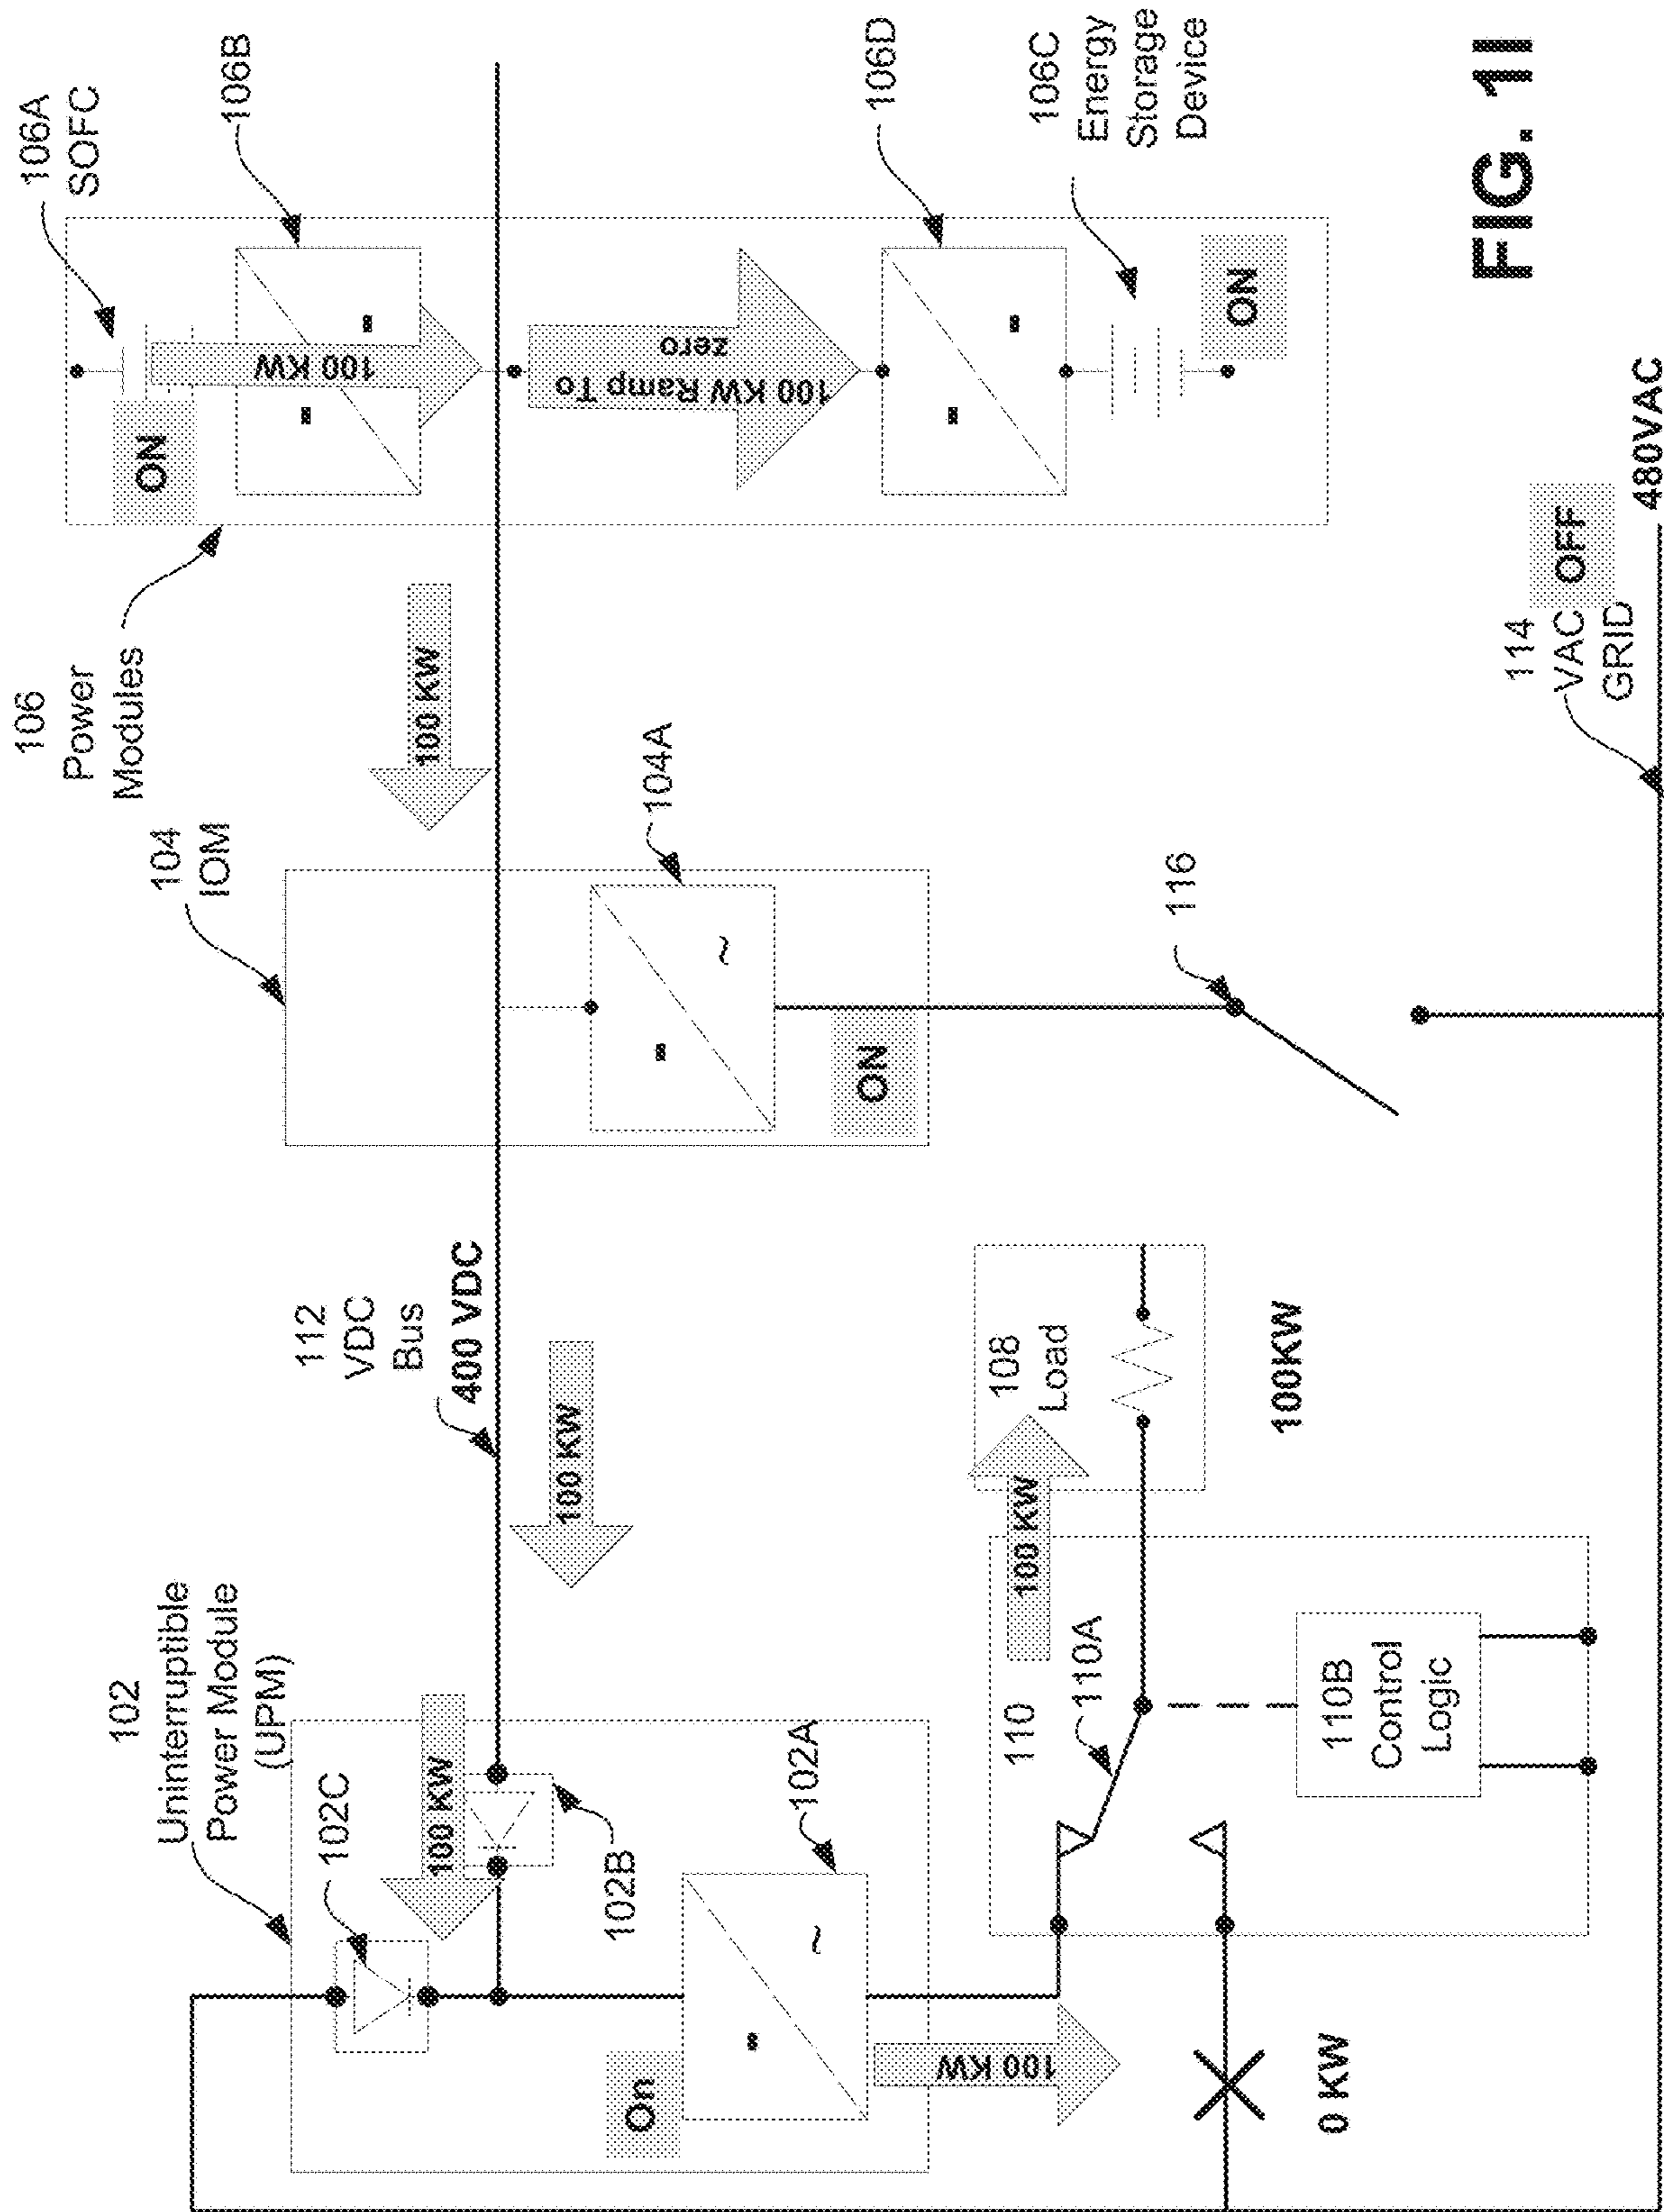 106A
SOFC
106B
106
Power
Modules
ON
100 KW
100 KW
104
IOM
104A
100 KW Ramp To
zero
106D
106C
Energy
Storage
Device
ON
112
VDC
Bus
400 VDC
100 KW
ON
116
102
Uninterruptible
Power Module
(UPM)
102C
100 KW
102B
102A
On
100 KW
108
Load
100 KW
100KW
110
110A
110B
Control
Logic
0 KW
114
VAC
GRID
OFF
480VAC
FIG. 1I